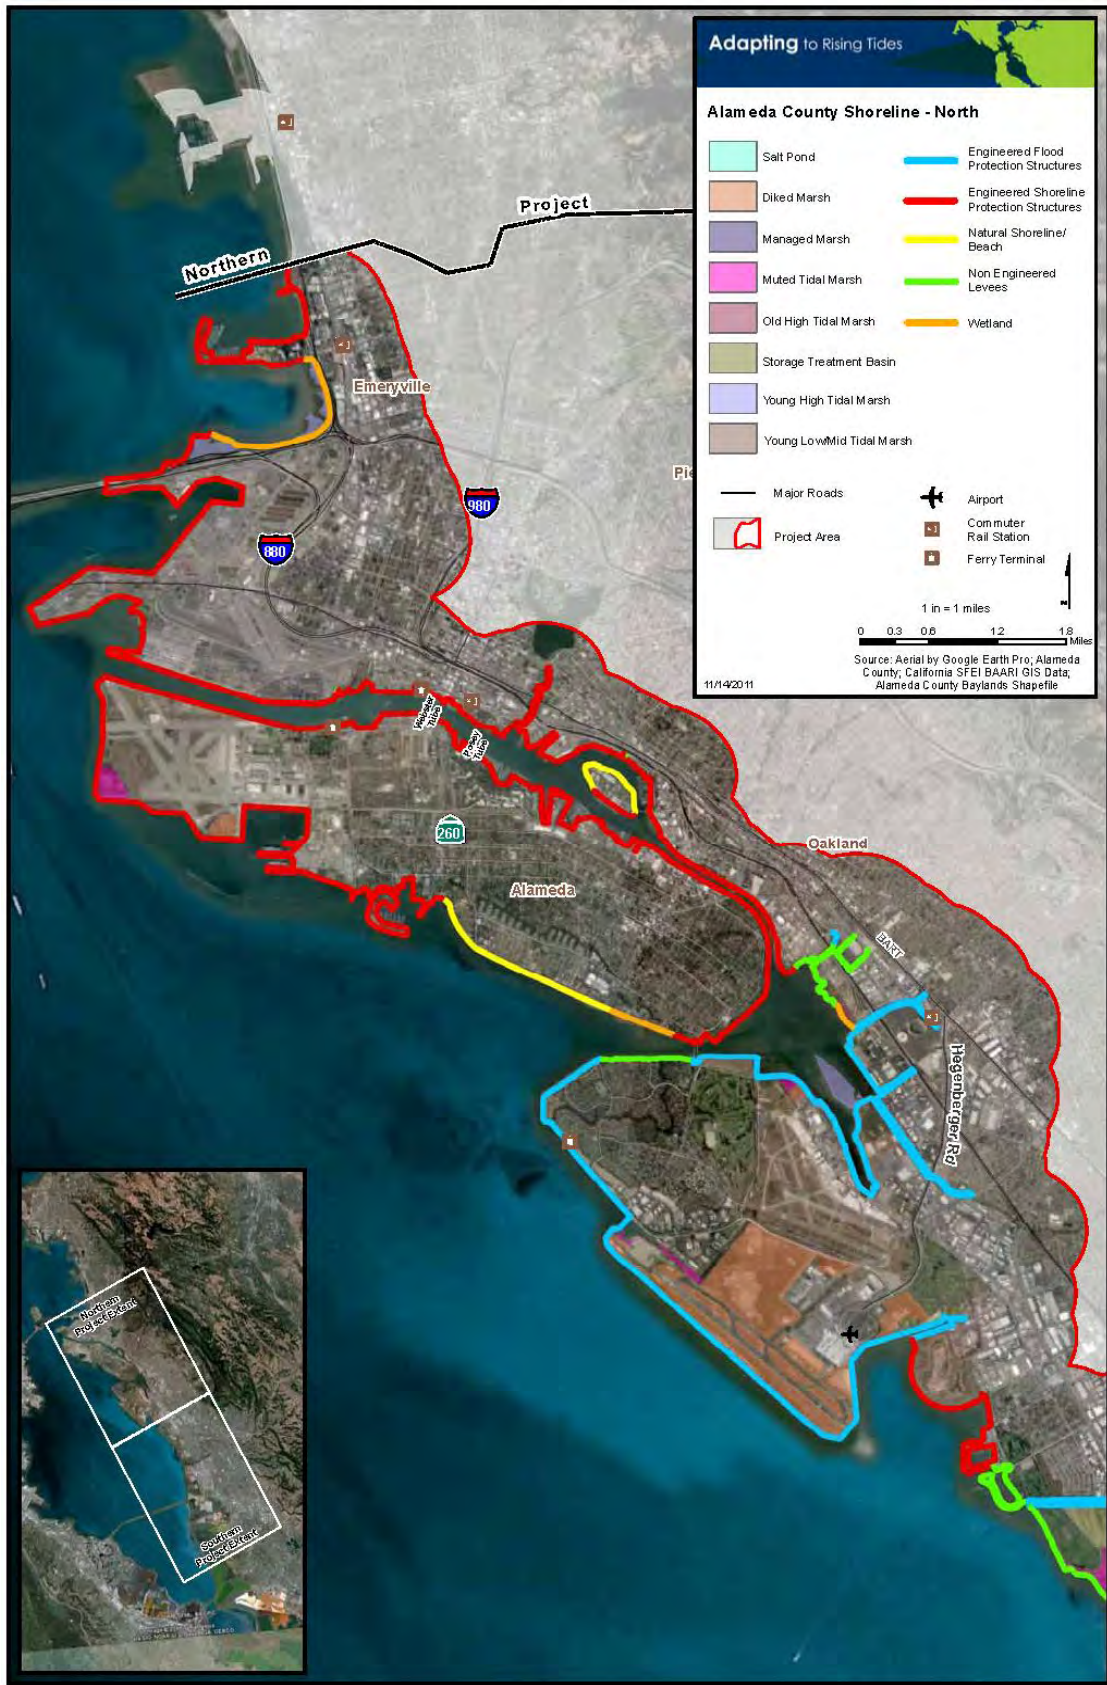 Adapting to Rising Tides
Alameda County Shoreline - North
Salt Pond
Diked Marsh
Managed Marsh
Muted Tidal Marsh
Old High Tidal Marsh
Storage Treatment Basin
Young High Tidal Marsh
Young Low/Mid Tidal Marsh
Engineered Flood
Protection Structures
Engineered Shoreline
Protection Structures
Natural Shoreline/
Beach
Non Engineered
Levees
Wetland
Major Roads
Project Area
Airport
Commuter
Rail Station
Ferry Terminal
N
1 in = 1 miles
0 0.3 0.6 1.2 1.8
Miles
Source: Aerial by Google Earth Pro; Alameda
County; California SFEI BAARI GIS Data;
Alameda County Baylands Shapefile
11/14/2011
Northern Project
Emeryville
Pie
980
880
Webster
Tube
Posey
Tube
260
Alameda
Oakland
BART
Hegenberger Rd
Northern
Project Extent
Southern
Project Extent